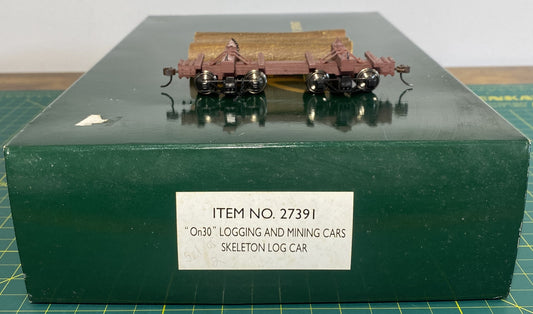 ITEM NO. 27391
"On30" LOGGING AND MINING CARS
SKELETON LOG CAR